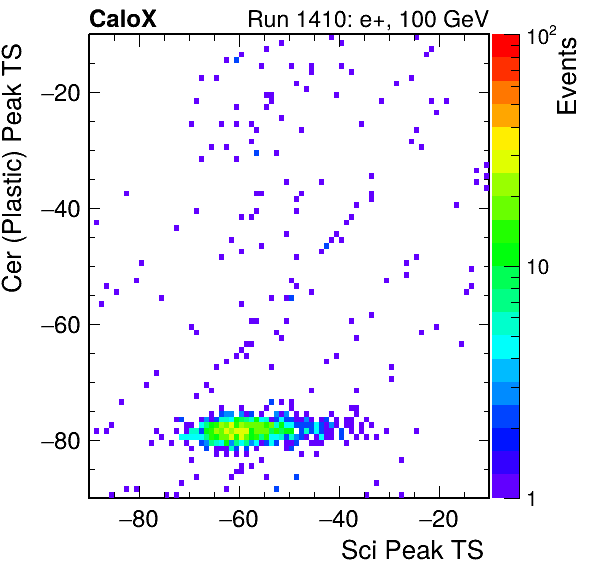 CaloX Run 1410: e+, 100 GeV
Cer (Plastic) Peak TS
−20
−40
−60
−80
−80 −60 −40 −20
Sci Peak TS
10²
10
1
Events